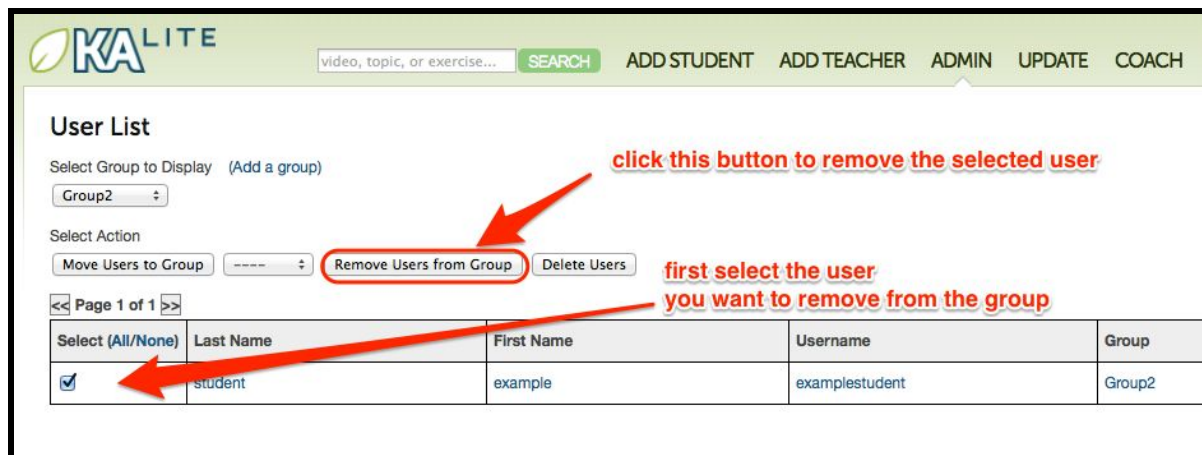 KA LITE
video, topic, or exercise... SEARCH ADD STUDENT ADD TEACHER ADMIN UPDATE COACH
User List
Select Group to Display (Add a group)
click this button to remove the selected user
Group2
Select Action
Move Users to Group ---- Remove Users from Group Delete Users
first select the user
you want to remove from the group
<< Page 1 of 1 >>
Select (All/None) Last Name First Name Username Group
student example examplestudent Group2